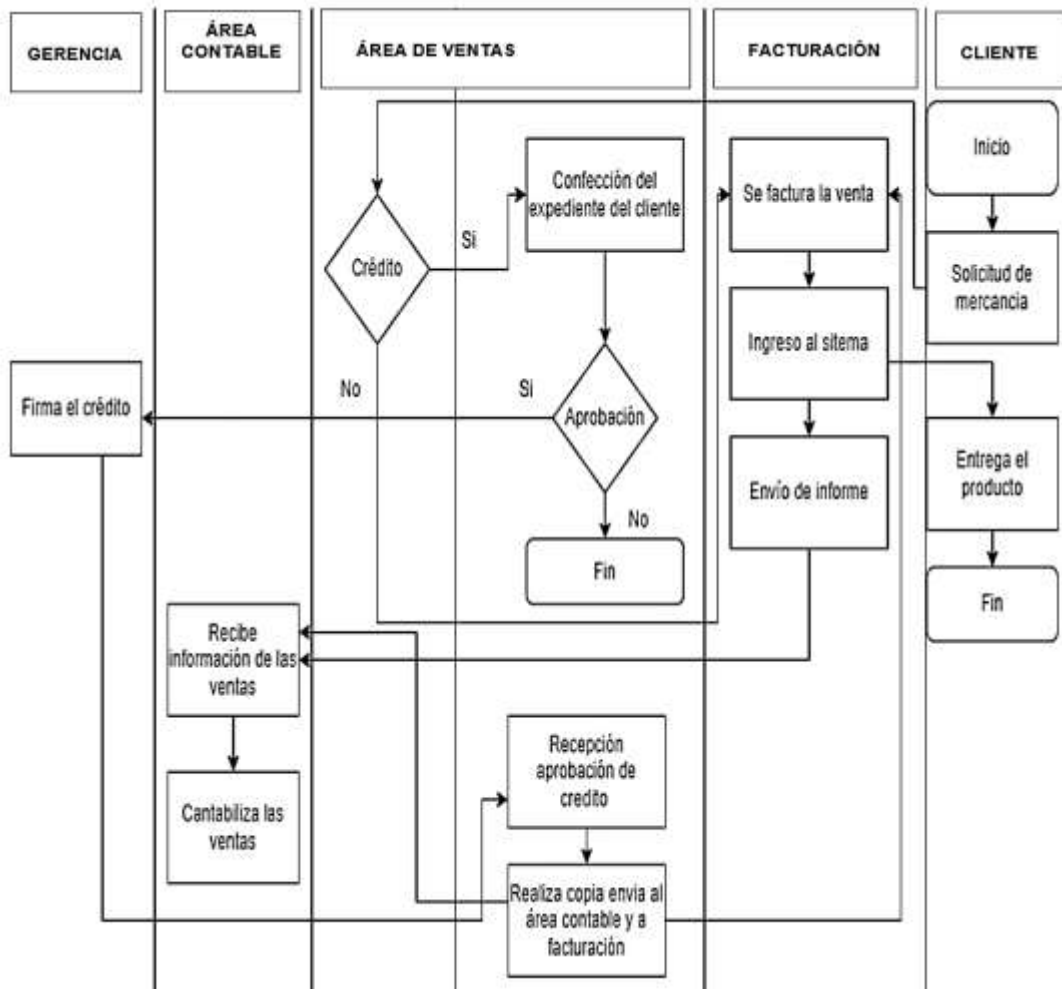 GERENCIA
ÁREA
CONTABLE
ÁREA DE VENTAS
FACTURACIÓN
CLIENTE
Inicio
Confección del
expediente del cliente
Se factura la venta
Si
Crédito
Solicitud de
mercancia
Ingreso al sitema
No
Si
Firma el crédito
Aprobación
Entrega el
producto
Envío de informe
No
Fin
Fin
Recibe
información de las
ventas
Recepción
aprobación de
credito
Cantabiliza las
ventas
Realiza copia envia al
área contable y a
facturación